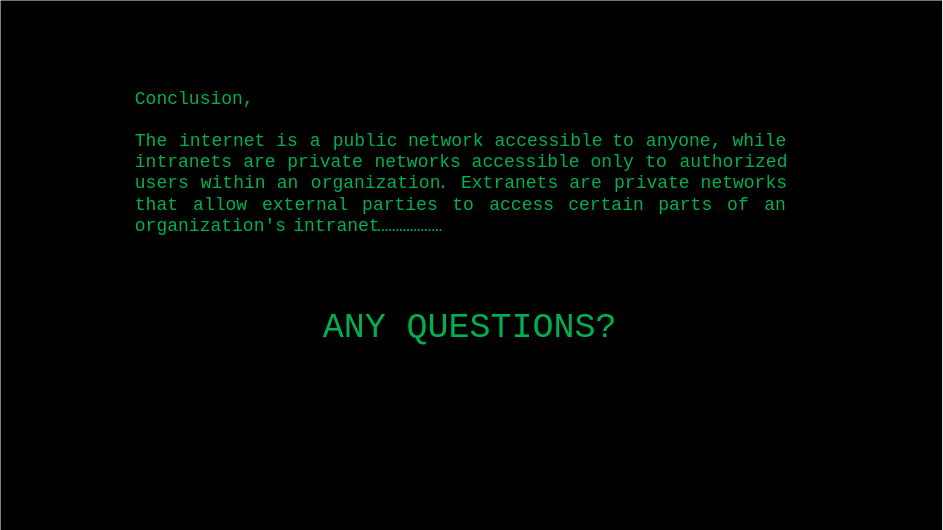 Conclusion,
The internet is a public network accessible to anyone, while
intranets are private networks accessible only to authorized
users within an organization. Extranets are private networks
that allow external parties to access certain parts of an
organization's intranet………………
ANY QUESTIONS?